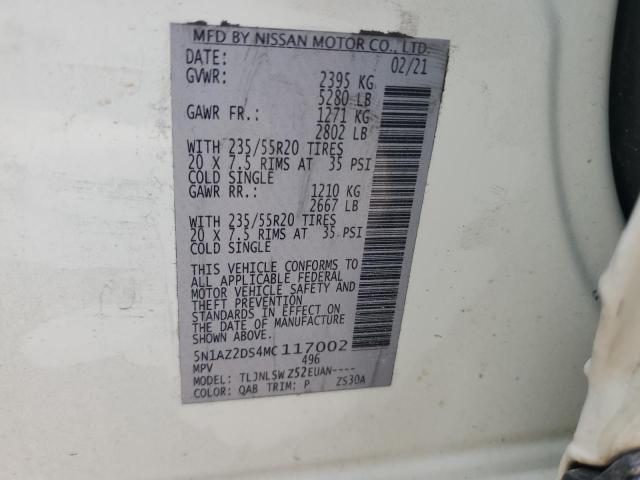 MFD BY NISSAN MOTOR CO., LTD.
DATE: 02/21
GVWR: 2395 KG
5280 LB
GAWR FR.: 1271 KG
2802 LB
WITH 235/55R20 TIRES
20 X 7.5 RIMS AT 35 PSI
COLD SINGLE
GAWR RR.: 1210 KG
2667 LB
WITH 235/55R20 TIRES
20 X 7.5 RIMS AT 35 PSI
COLD SINGLE
THIS VEHICLE CONFORMS TO
ALL APPLICABLE FEDERAL
MOTOR VEHICLE SAFETY AND
THEFT PREVENTION
STANDARDS IN EFFECT ON
THE DATE OF MANUFACTURE
SHOWN ABOVE.
5N1AZ2DS4MC117002
MPV 496
MODEL: TLJNLSWZ52EUAN----
COLOR: QAB TRIM: P ZS30A